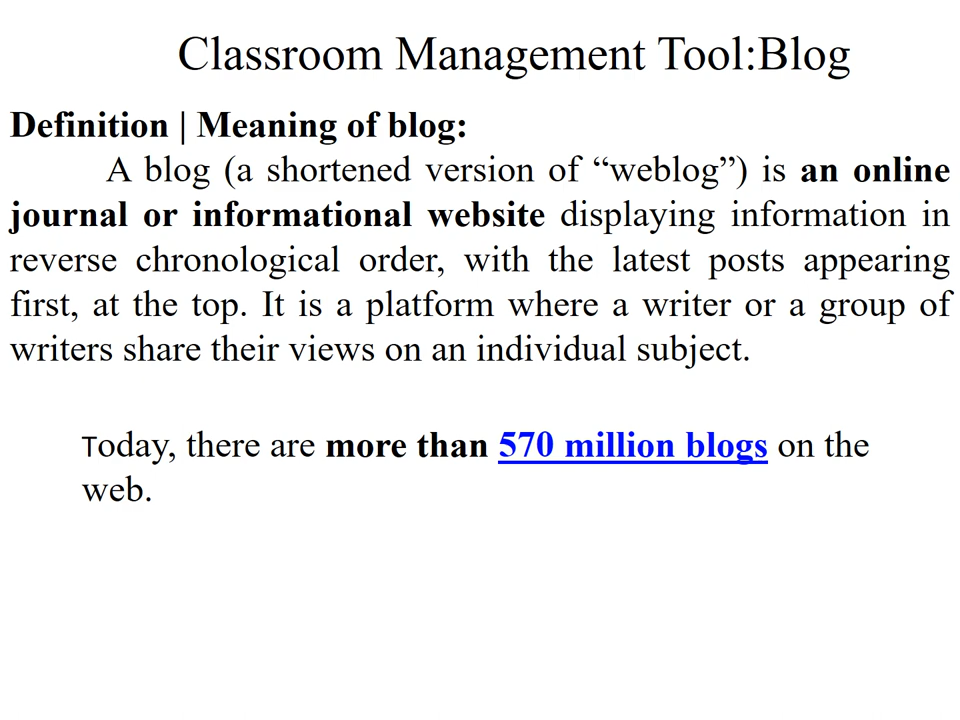 Classroom Management Tool:Blog
Definition | Meaning of blog:
A blog (a shortened version of “weblog”) is an online
journal or informational website displaying information in
reverse chronological order, with the latest posts appearing
first, at the top. It is a platform where a writer or a group of
writers share their views on an individual subject.
Today, there are more than 570 million blogs on the
web.